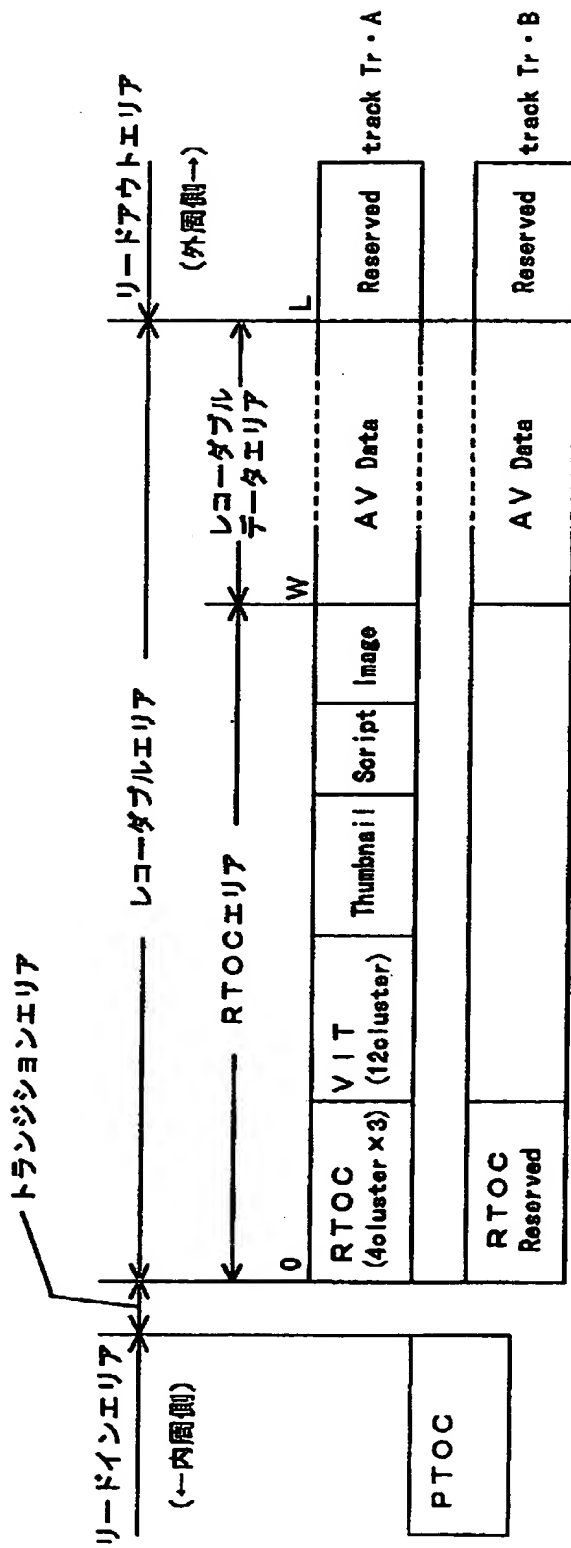 リードアウトエリア
(外周側→)
トランジションエリア
レコーダブルエリア
リードインエリア
(←内周側)
RTOCエリア
レコーダブル
データエリア
0
W
L
PTOC
RTOC
(4cluster×3)
VIT
(12cluster)
Thumbnail
Script
Image
AV Data
Reserved
track Tr・A
RTOC
Reserved
AV Data
Reserved
track Tr・B